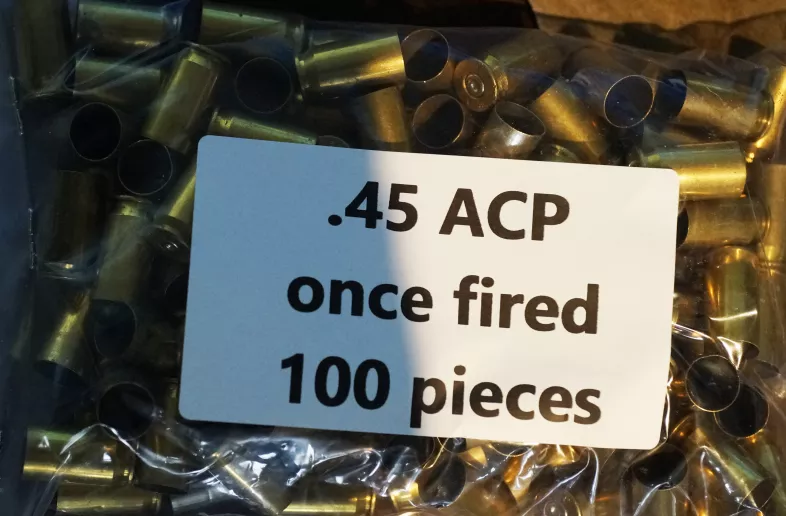 .45 ACP
once fired
100 pieces